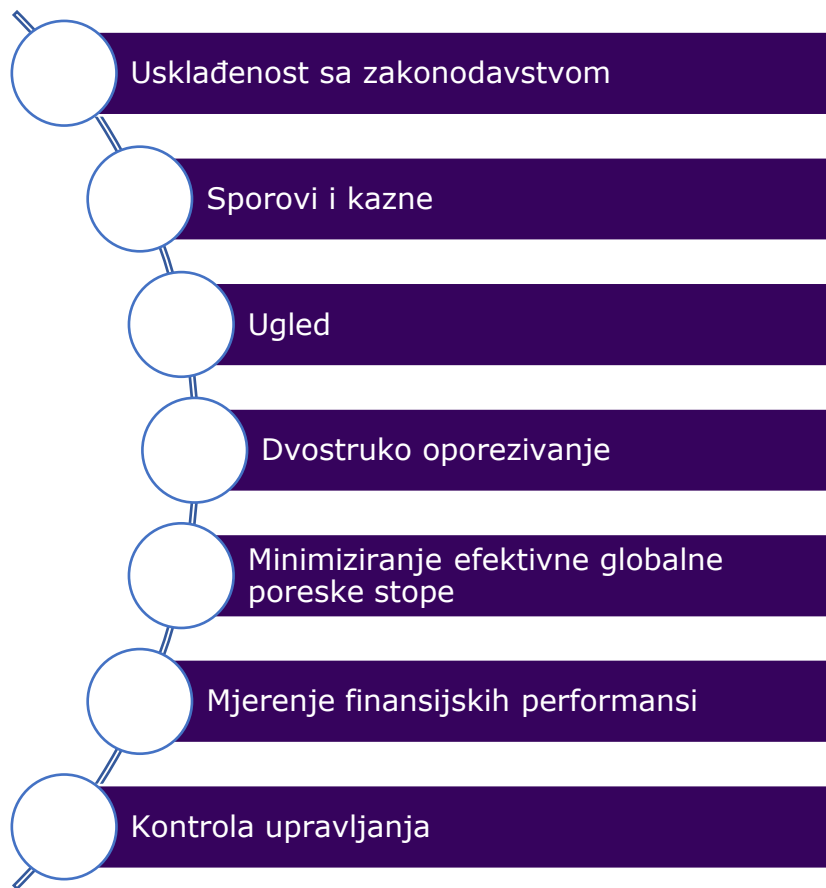 Usklađenost sa zakonodavstvom
Sporovi i kazne
Ugled
Dvostruko oporezivanje
Minimiziranje efektivne globalne
poreske stope
Mjerenje finansijskih performansi
Kontrola upravljanja